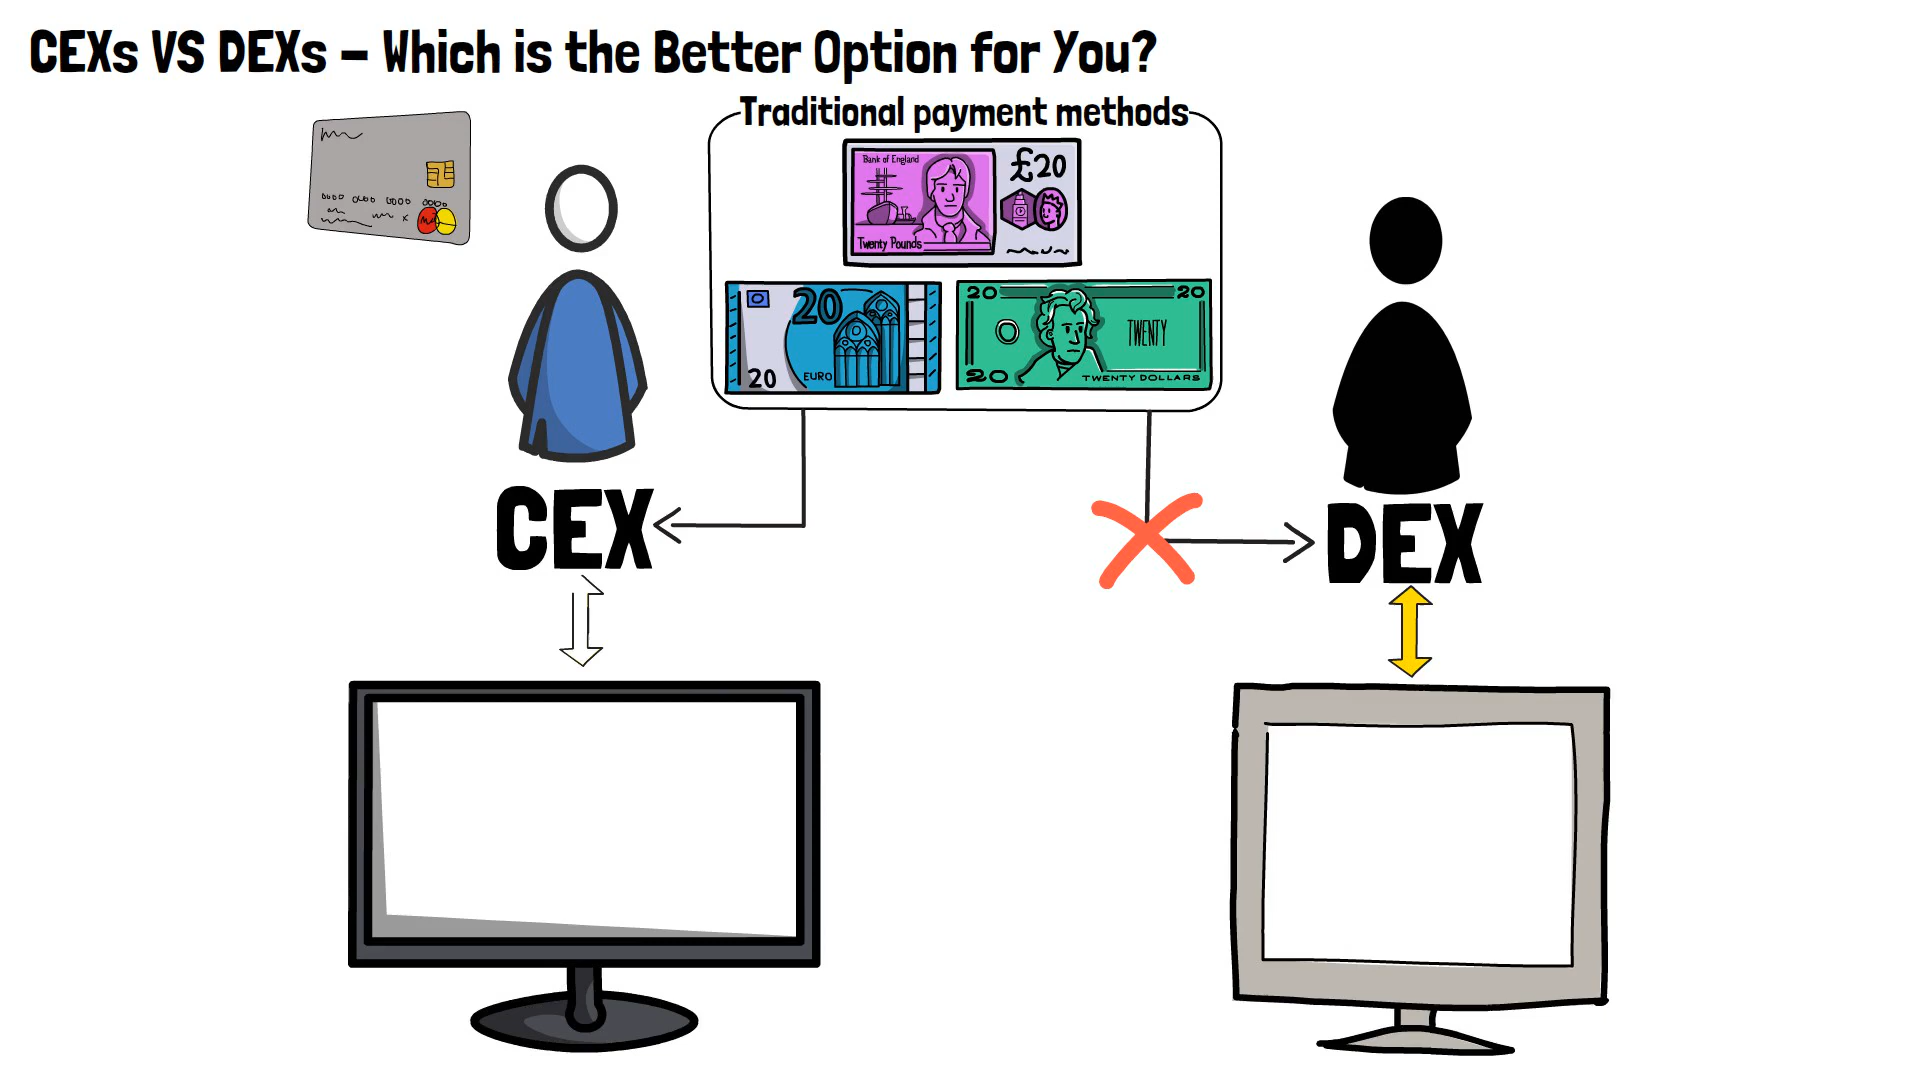 CEXs VS DEXs – Which is the Better Option for You?
Traditional payment methods
Bank of England
£20
Twenty Pounds
20
20 EURO
20 20
TWENTY
20 TWENTY DOLLARS
CEX
DEX